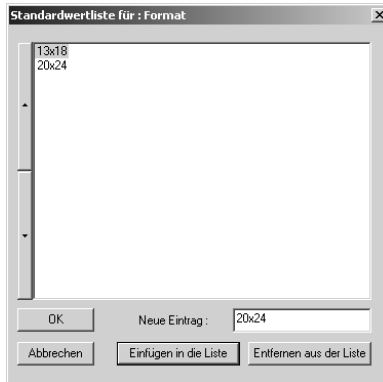 Standardwertliste für : Format
13x18
20x24
OK
Neue Eintrag :
20x24
Abbrechen
Einfügen in die Liste
Entfernen aus der Liste